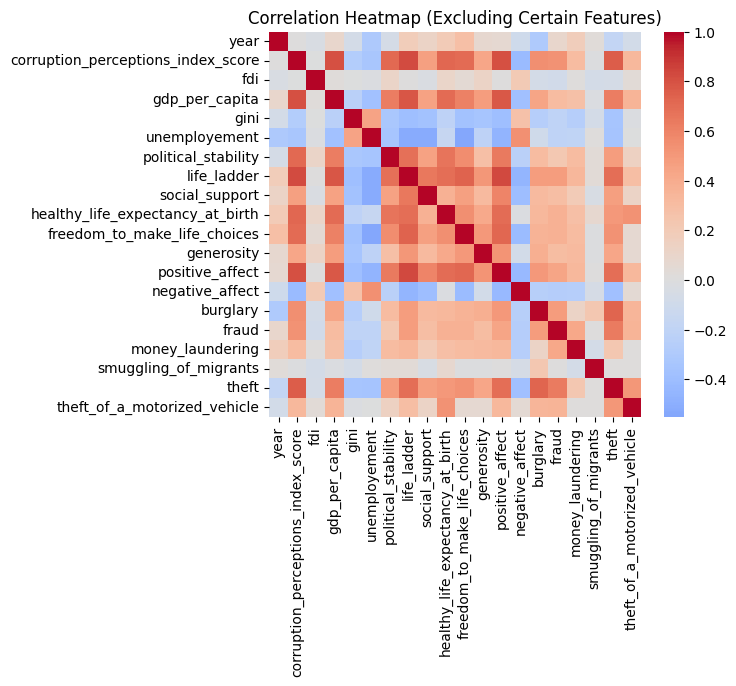 Correlation Heatmap (Excluding Certain Features)
year
corruption_perceptions_index_score
fdi
gdp_per_capita
gini
unemployement
political_stability
life_ladder
social_support
healthy_life_expectancy_at_birth
freedom_to_make_life_choices
generosity
positive_affect
negative_affect
burglary
fraud
money_laundering
smuggling_of_migrants
theft
theft_of_a_motorized_vehicle
year
corruption_perceptions_index_score
fdi
gdp_per_capita
gini
unemployement
political_stability
life_ladder
social_support
healthy_life_expectancy_at_birth
freedom_to_make_life_choices
generosity
positive_affect
negative_affect
burglary
fraud
money_laundering
smuggling_of_migrants
theft
theft_of_a_motorized_vehicle
1.0
0.8
0.6
0.4
0.2
0.0
−0.2
−0.4